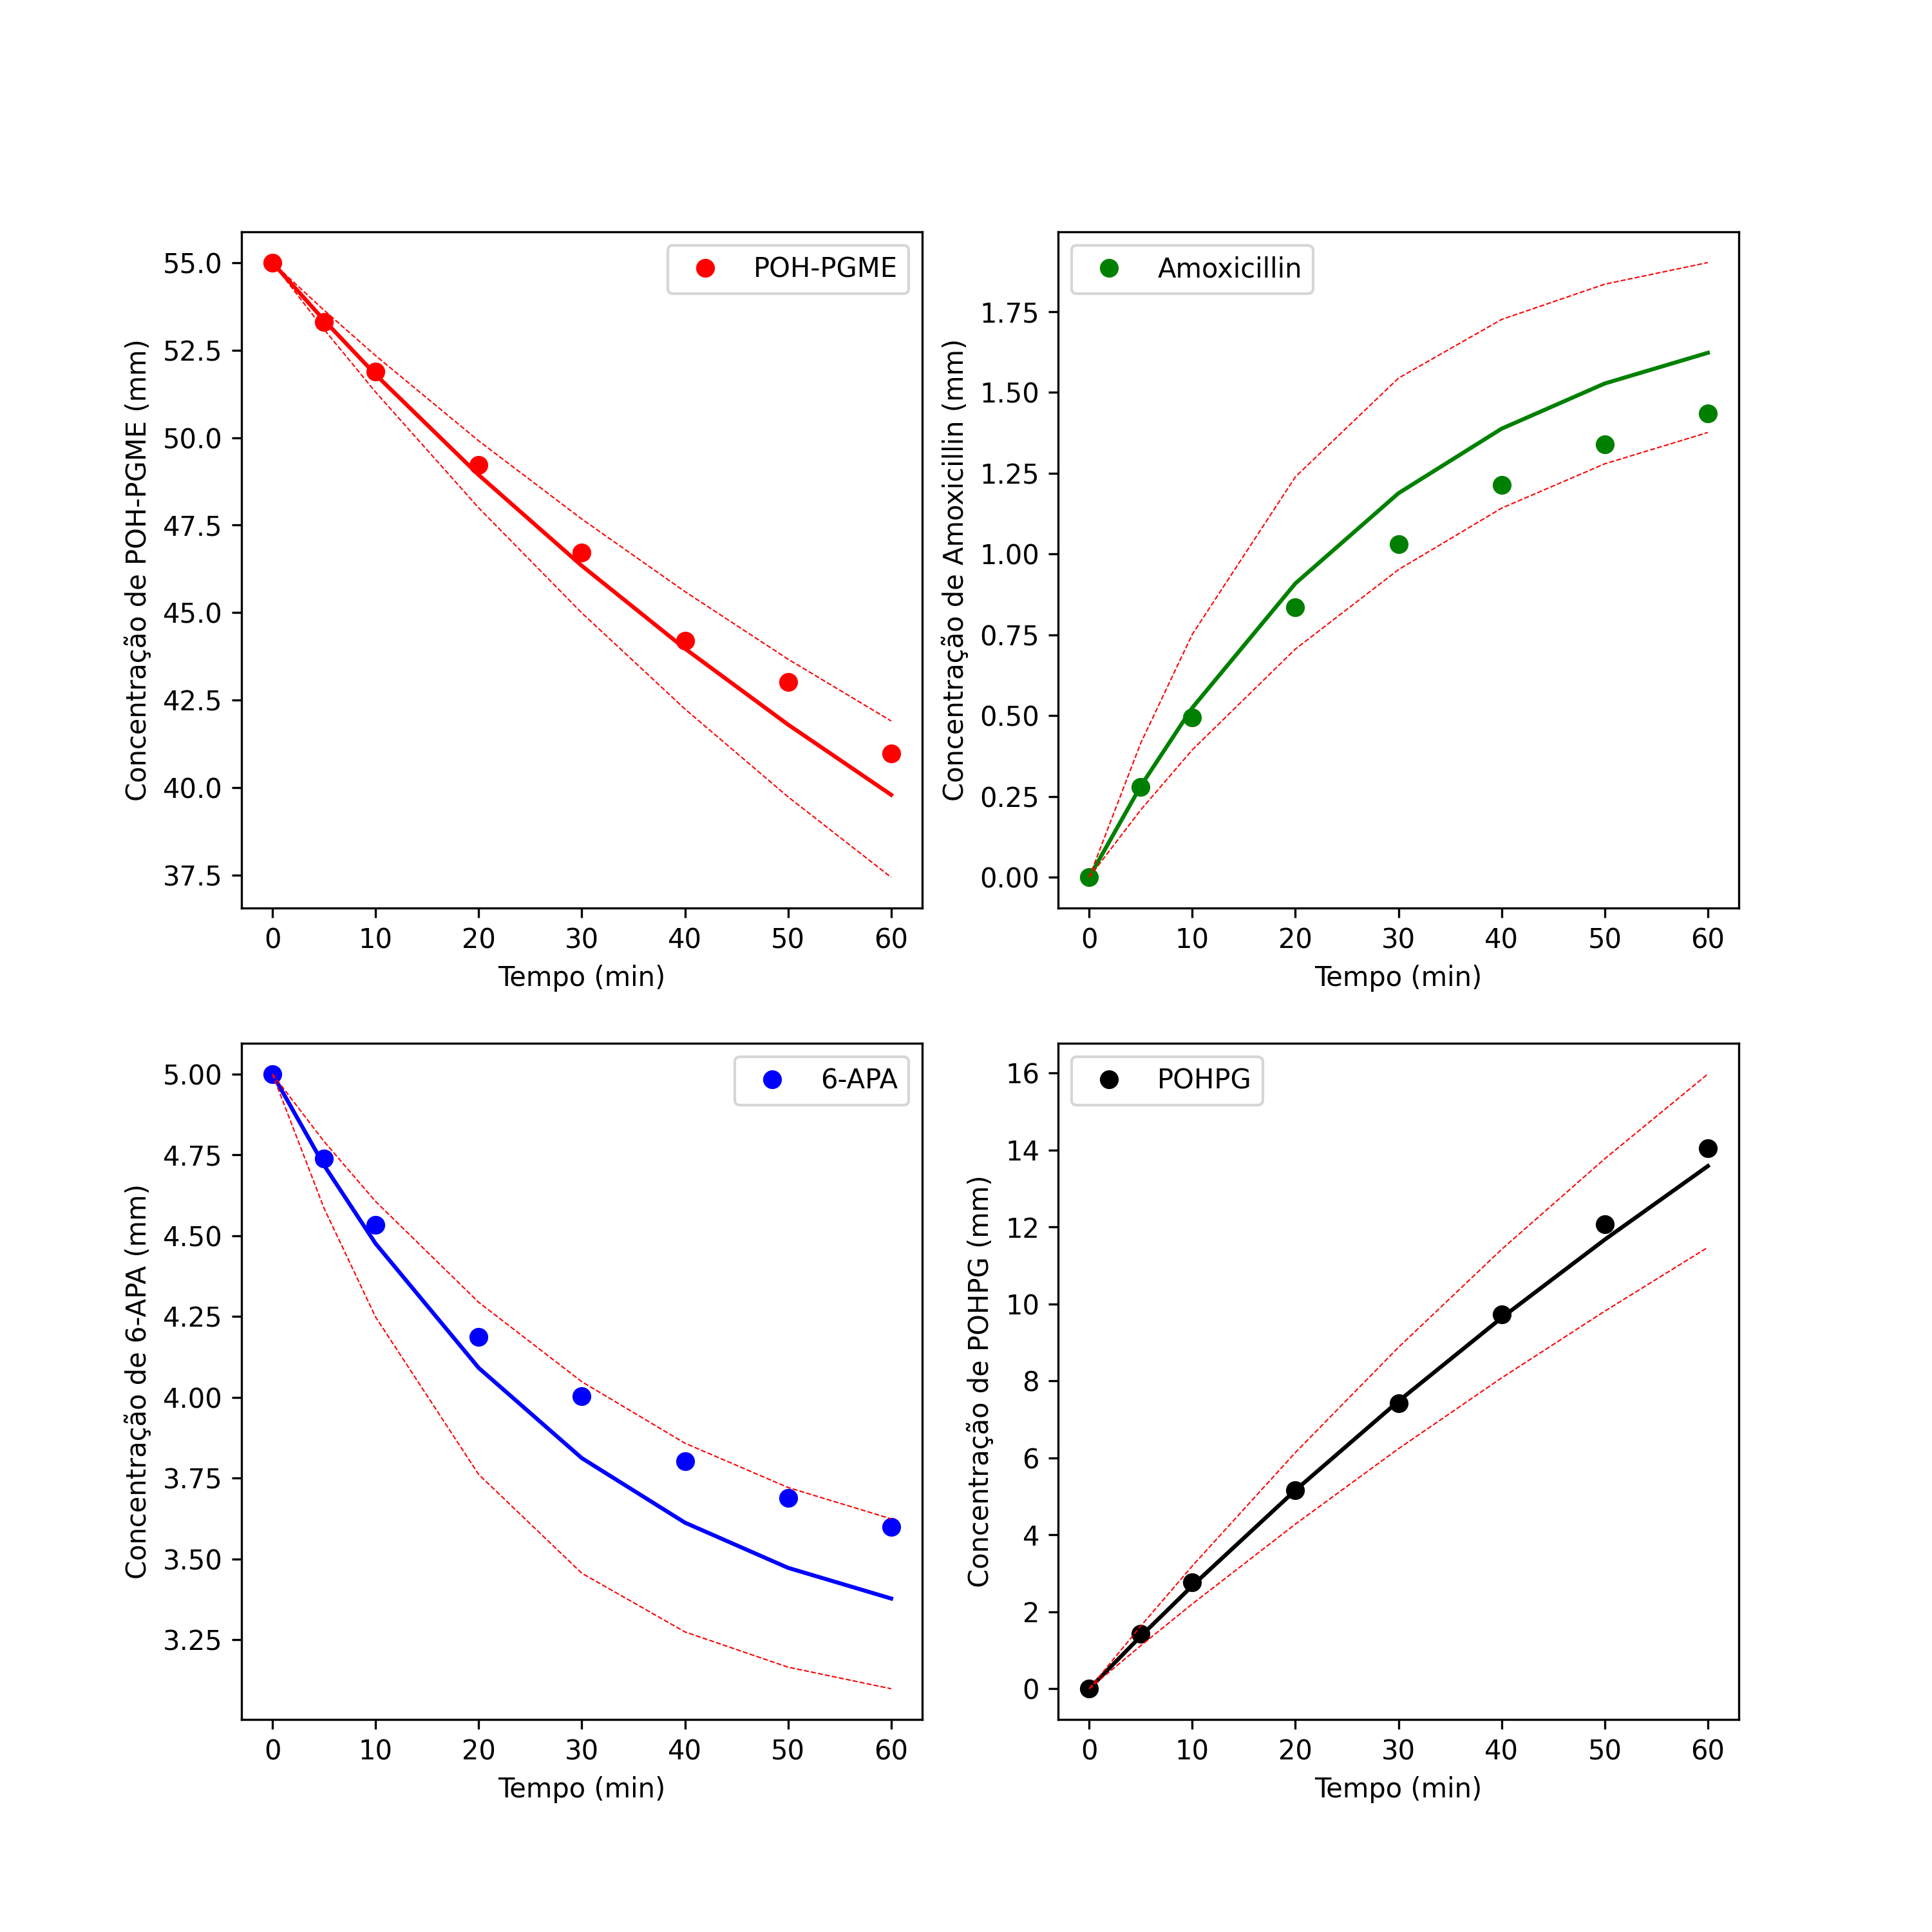 POH-PGME
Concentração de POH-PGME (mm)
55.0
52.5
50.0
47.5
45.0
42.5
40.0
37.5
0 10 20 30 40 50 60
Tempo (min)
Amoxicillin
Concentração de Amoxicillin (mm)
1.75
1.50
1.25
1.00
0.75
0.50
0.25
0.00
0 10 20 30 40 50 60
Tempo (min)
6-APA
Concentração de 6-APA (mm)
5.00
4.75
4.50
4.25
4.00
3.75
3.50
3.25
0 10 20 30 40 50 60
Tempo (min)
POHPG
Concentração de POHPG (mm)
16
14
12
10
8
6
4
2
0
0 10 20 30 40 50 60
Tempo (min)